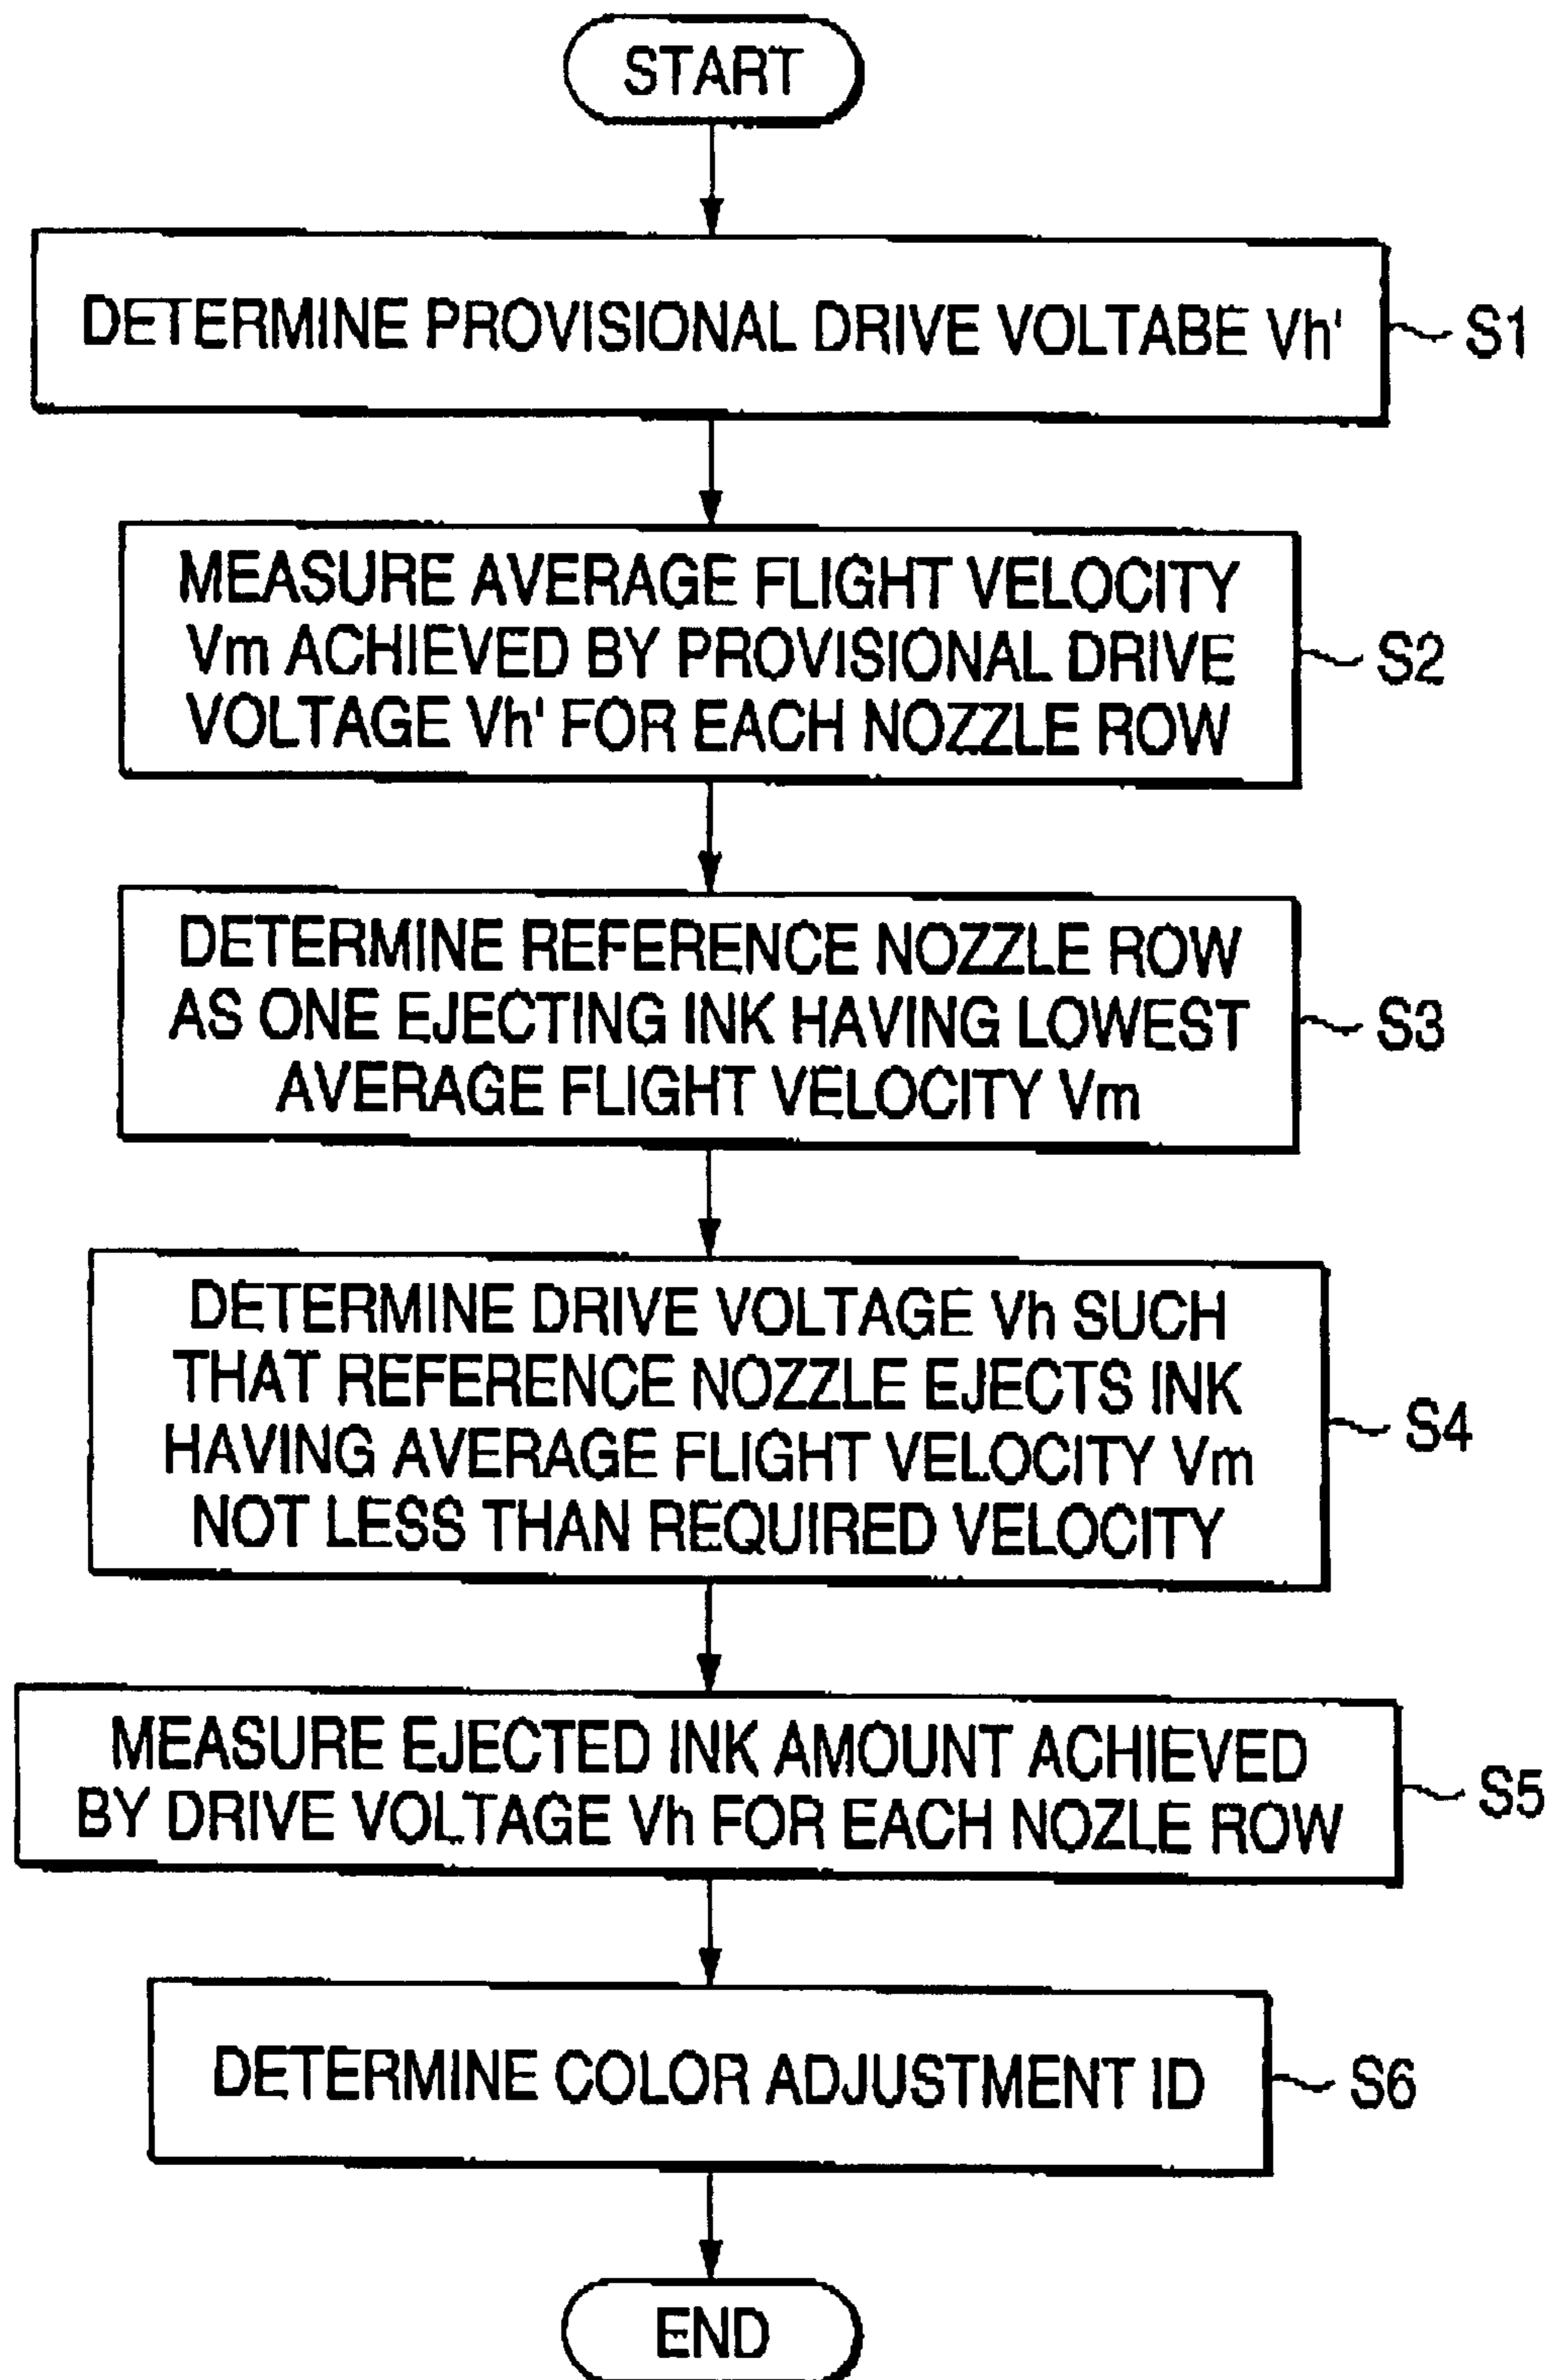 START
DETERMINE PROVISIONAL DRIVE VOLTABE Vh'
S1
MEASURE AVERAGE FLIGHT VELOCITY
Vm ACHIEVED BY PROVISIONAL DRIVE
VOLTAGE Vh' FOR EACH NOZZLE ROW
S2
DETERMINE REFERENCE NOZZLE ROW
AS ONE EJECTING INK HAVING LOWEST
AVERAGE FLIGHT VELOCITY Vm
S3
DETERMINE DRIVE VOLTAGE Vh SUCH
THAT REFERENCE NOZZLE EJECTS INK
HAVING AVERAGE FLIGHT VELOCITY Vm
NOT LESS THAN REQUIRED VELOCITY
S4
MEASURE EJECTED INK AMOUNT ACHIEVED
BY DRIVE VOLTAGE Vh FOR EACH NOZLE ROW
S5
DETERMINE COLOR ADJUSTMENT ID
S6
END